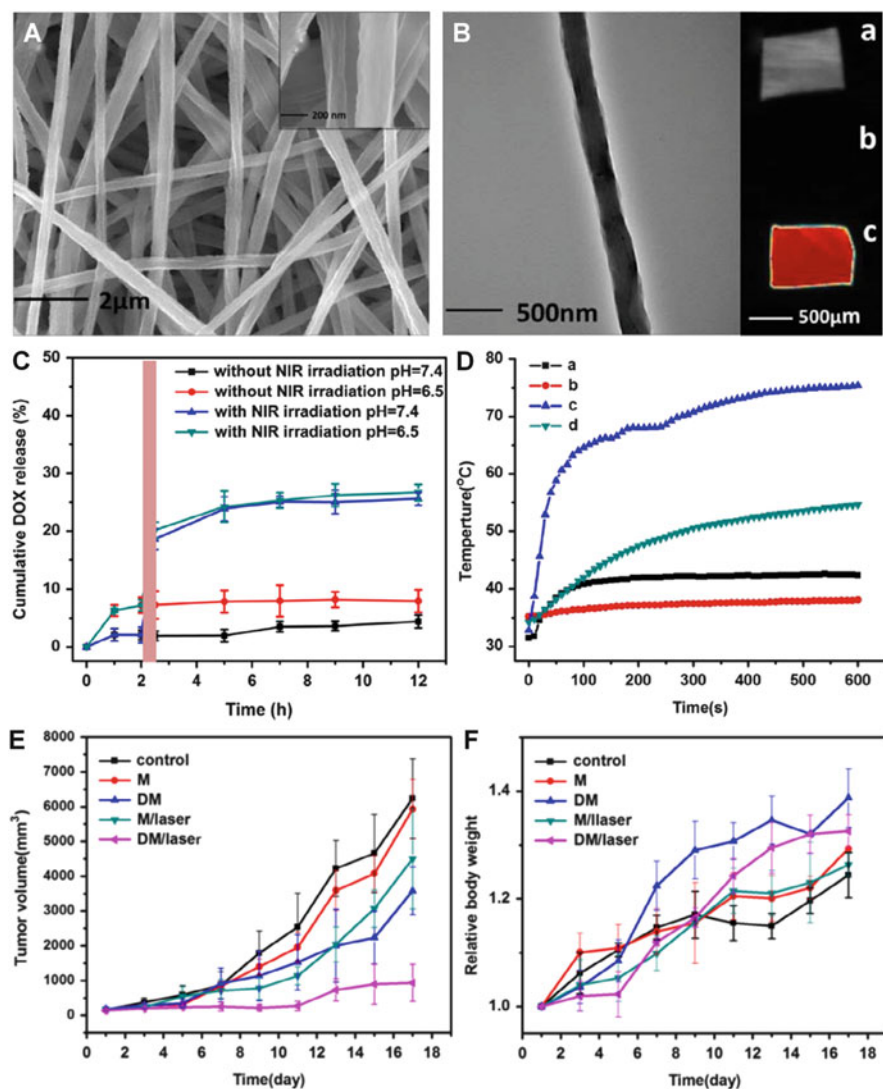 A
200 nm
2μm
B
500nm
a
b
c
500μm
C
50
40
30
20
10
0
Cumulative DOX release (%)
without NIR irradiation pH=7.4
without NIR irradiation pH=6.5
with NIR irradiation pH=7.4
with NIR irradiation pH=6.5
0 2 4 6 8 10 12
Time (h)
D
75
60
50
40
30
Temperture(°C)
a
b
c
d
0 100 200 300 400 500 600
Time(s)
E
8000
7000
6000
5000
4000
3000
2000
1000
0
Tumor volume(mm³)
control
M
DM
M/laser
DM/laser
0 2 4 6 8 10 12 14 16 18
Time(day)
F
1.4
1.2
1.0
Relative body weight
control
M
DM
M/llaser
DM/laser
0 2 4 6 8 10 12 14 16 18
Time(day)